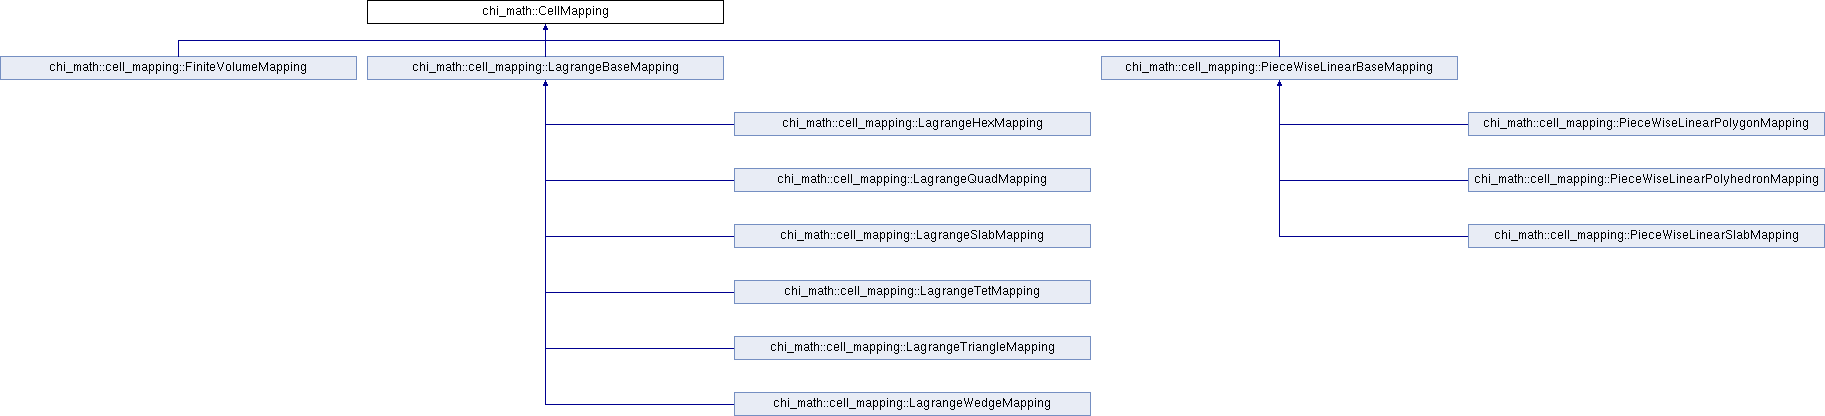 chi_math::CellMapping
chi_math::cell_mapping::FiniteVolumeMapping
chi_math::cell_mapping::LagrangeBaseMapping
chi_math::cell_mapping::PieceWiseLinearBaseMapping
chi_math::cell_mapping::LagrangeHexMapping
chi_math::cell_mapping::PieceWiseLinearPolygonMapping
chi_math::cell_mapping::LagrangeQuadMapping
chi_math::cell_mapping::PieceWiseLinearPolyhedronMapping
chi_math::cell_mapping::LagrangeSlabMapping
chi_math::cell_mapping::PieceWiseLinearSlabMapping
chi_math::cell_mapping::LagrangeTetMapping
chi_math::cell_mapping::LagrangeTriangleMapping
chi_math::cell_mapping::LagrangeWedgeMapping